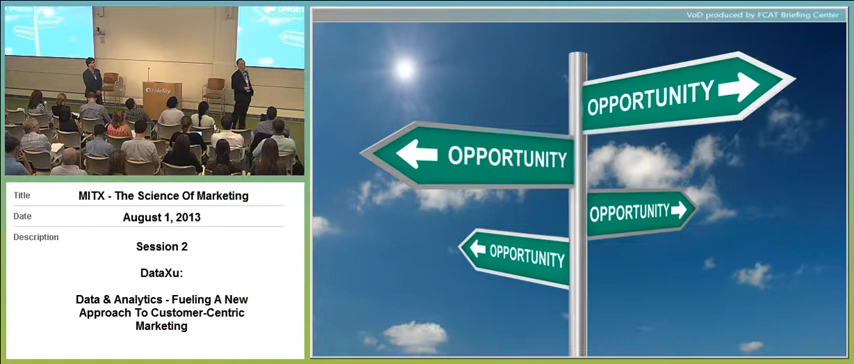 VoD produced by FCAT Briefing Center
OPPORTUNITY
OPPORTUNITY
OPPORTUNITY
OPPORTUNITY
Title MITX - The Science Of Marketing
Date August 1, 2013
Description
Session 2
DataXu:
Data & Analytics - Fueling A New
Approach To Customer-Centric
Marketing